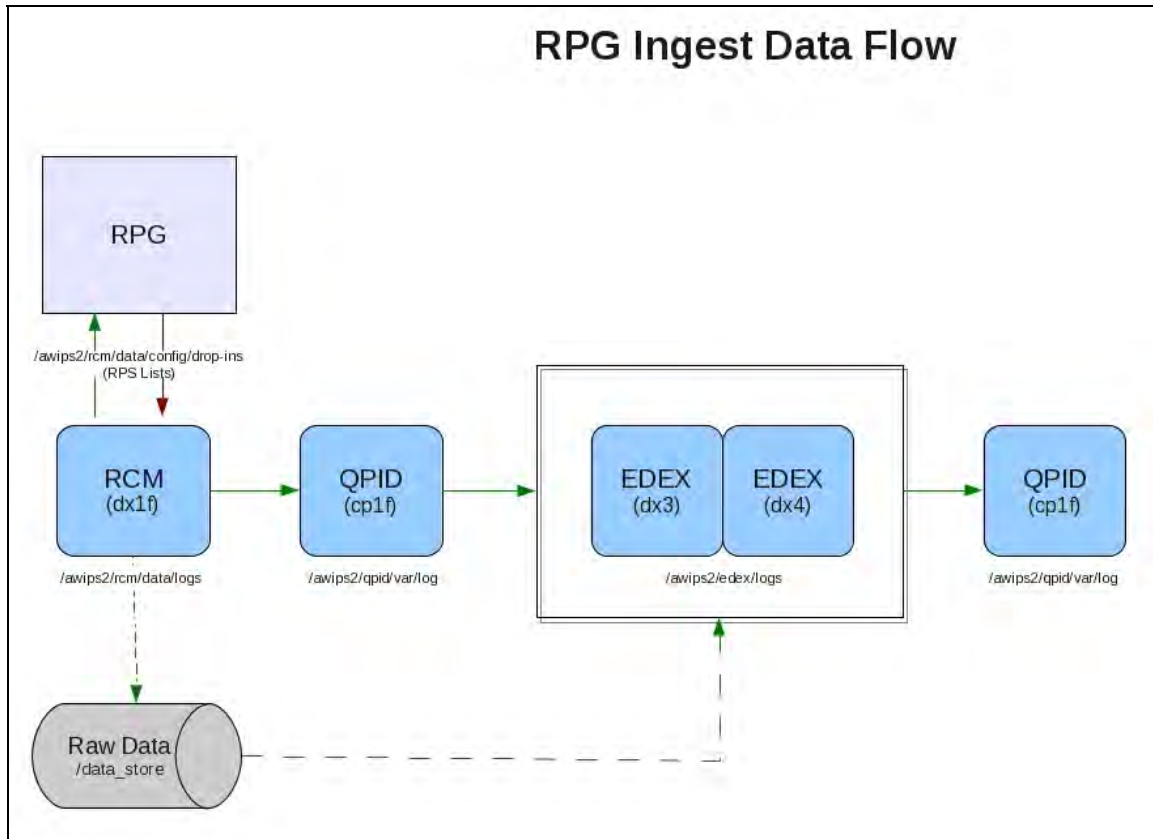 RPG Ingest Data Flow
RPG
/awips2/rcm/data/config/drop-ins
(RPS Lists)
RCM
(dx1f)
QPID
(cp1f)
EDEX
(dx3)
EDEX
(dx4)
QPID
(cp1f)
/awips2/rcm/data/logs
/awips2/qpid/var/log
/awips2/edex/logs
/awips2/qpid/var/log
Raw Data
/data_store